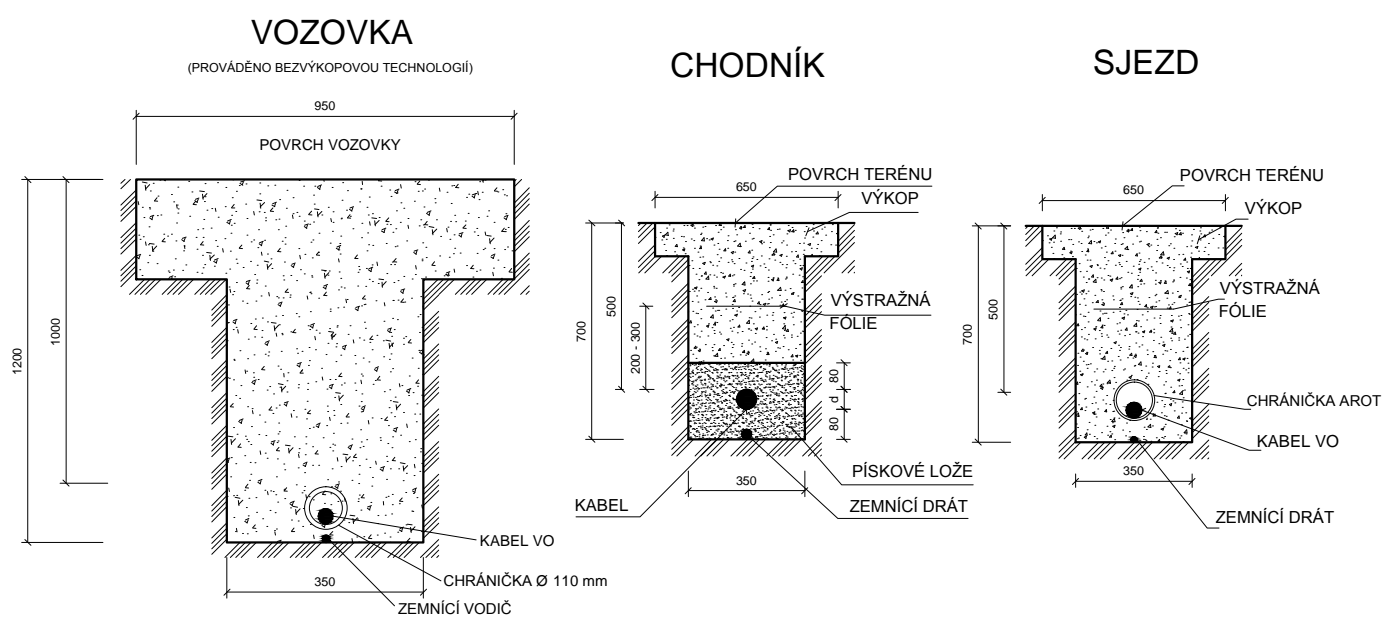 VOZOVKA
(PROVÁDĚNO BEZVÝKOPOVOU TECHNOLOGIÍ)
950
POVRCH VOZOVKY
1200
1000
350
KABEL VO
CHRÁNIČKA Ø 110 mm
ZEMNÍCÍ VODIČ
CHODNÍK
650
POVRCH TERÉNU
VÝKOP
700
500
200 - 300
VÝSTRAŽNÁ
FÓLIE
80
d
80
350
PÍSKOVÉ LOŽE
KABEL
ZEMNÍCÍ DRÁT
SJEZD
650
POVRCH TERÉNU
VÝKOP
700
500
VÝSTRAŽNÁ
FÓLIE
CHRÁNIČKA AROT
KABEL VO
350
ZEMNÍCÍ DRÁT